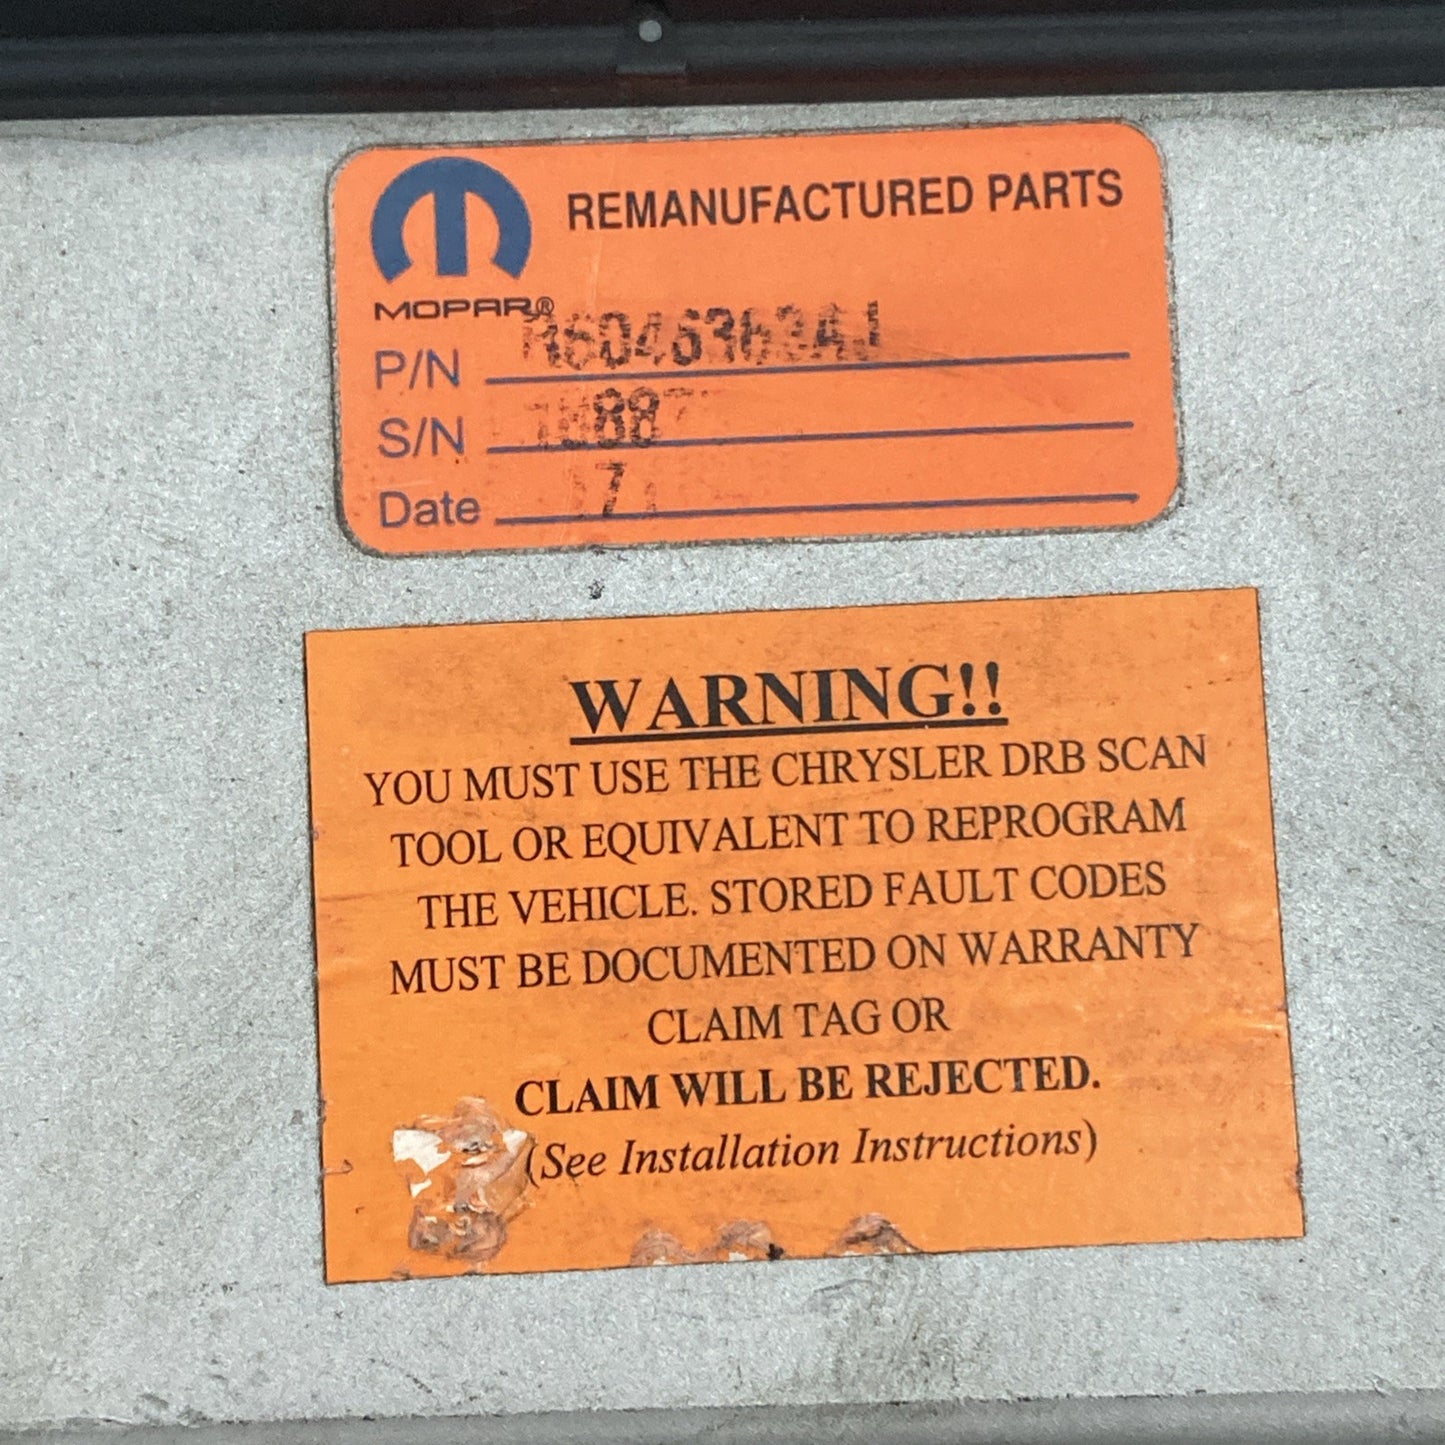 REMANUFACTURED PARTS
MOPAR®
P/N
S/N
Date
WARNING!!
YOU MUST USE THE CHRYSLER DRB SCAN
TOOL OR EQUIVALENT TO REPROGRAM
THE VEHICLE. STORED FAULT CODES
MUST BE DOCUMENTED ON WARRANTY
CLAIM TAG OR
CLAIM WILL BE REJECTED.
(See Installation Instructions)